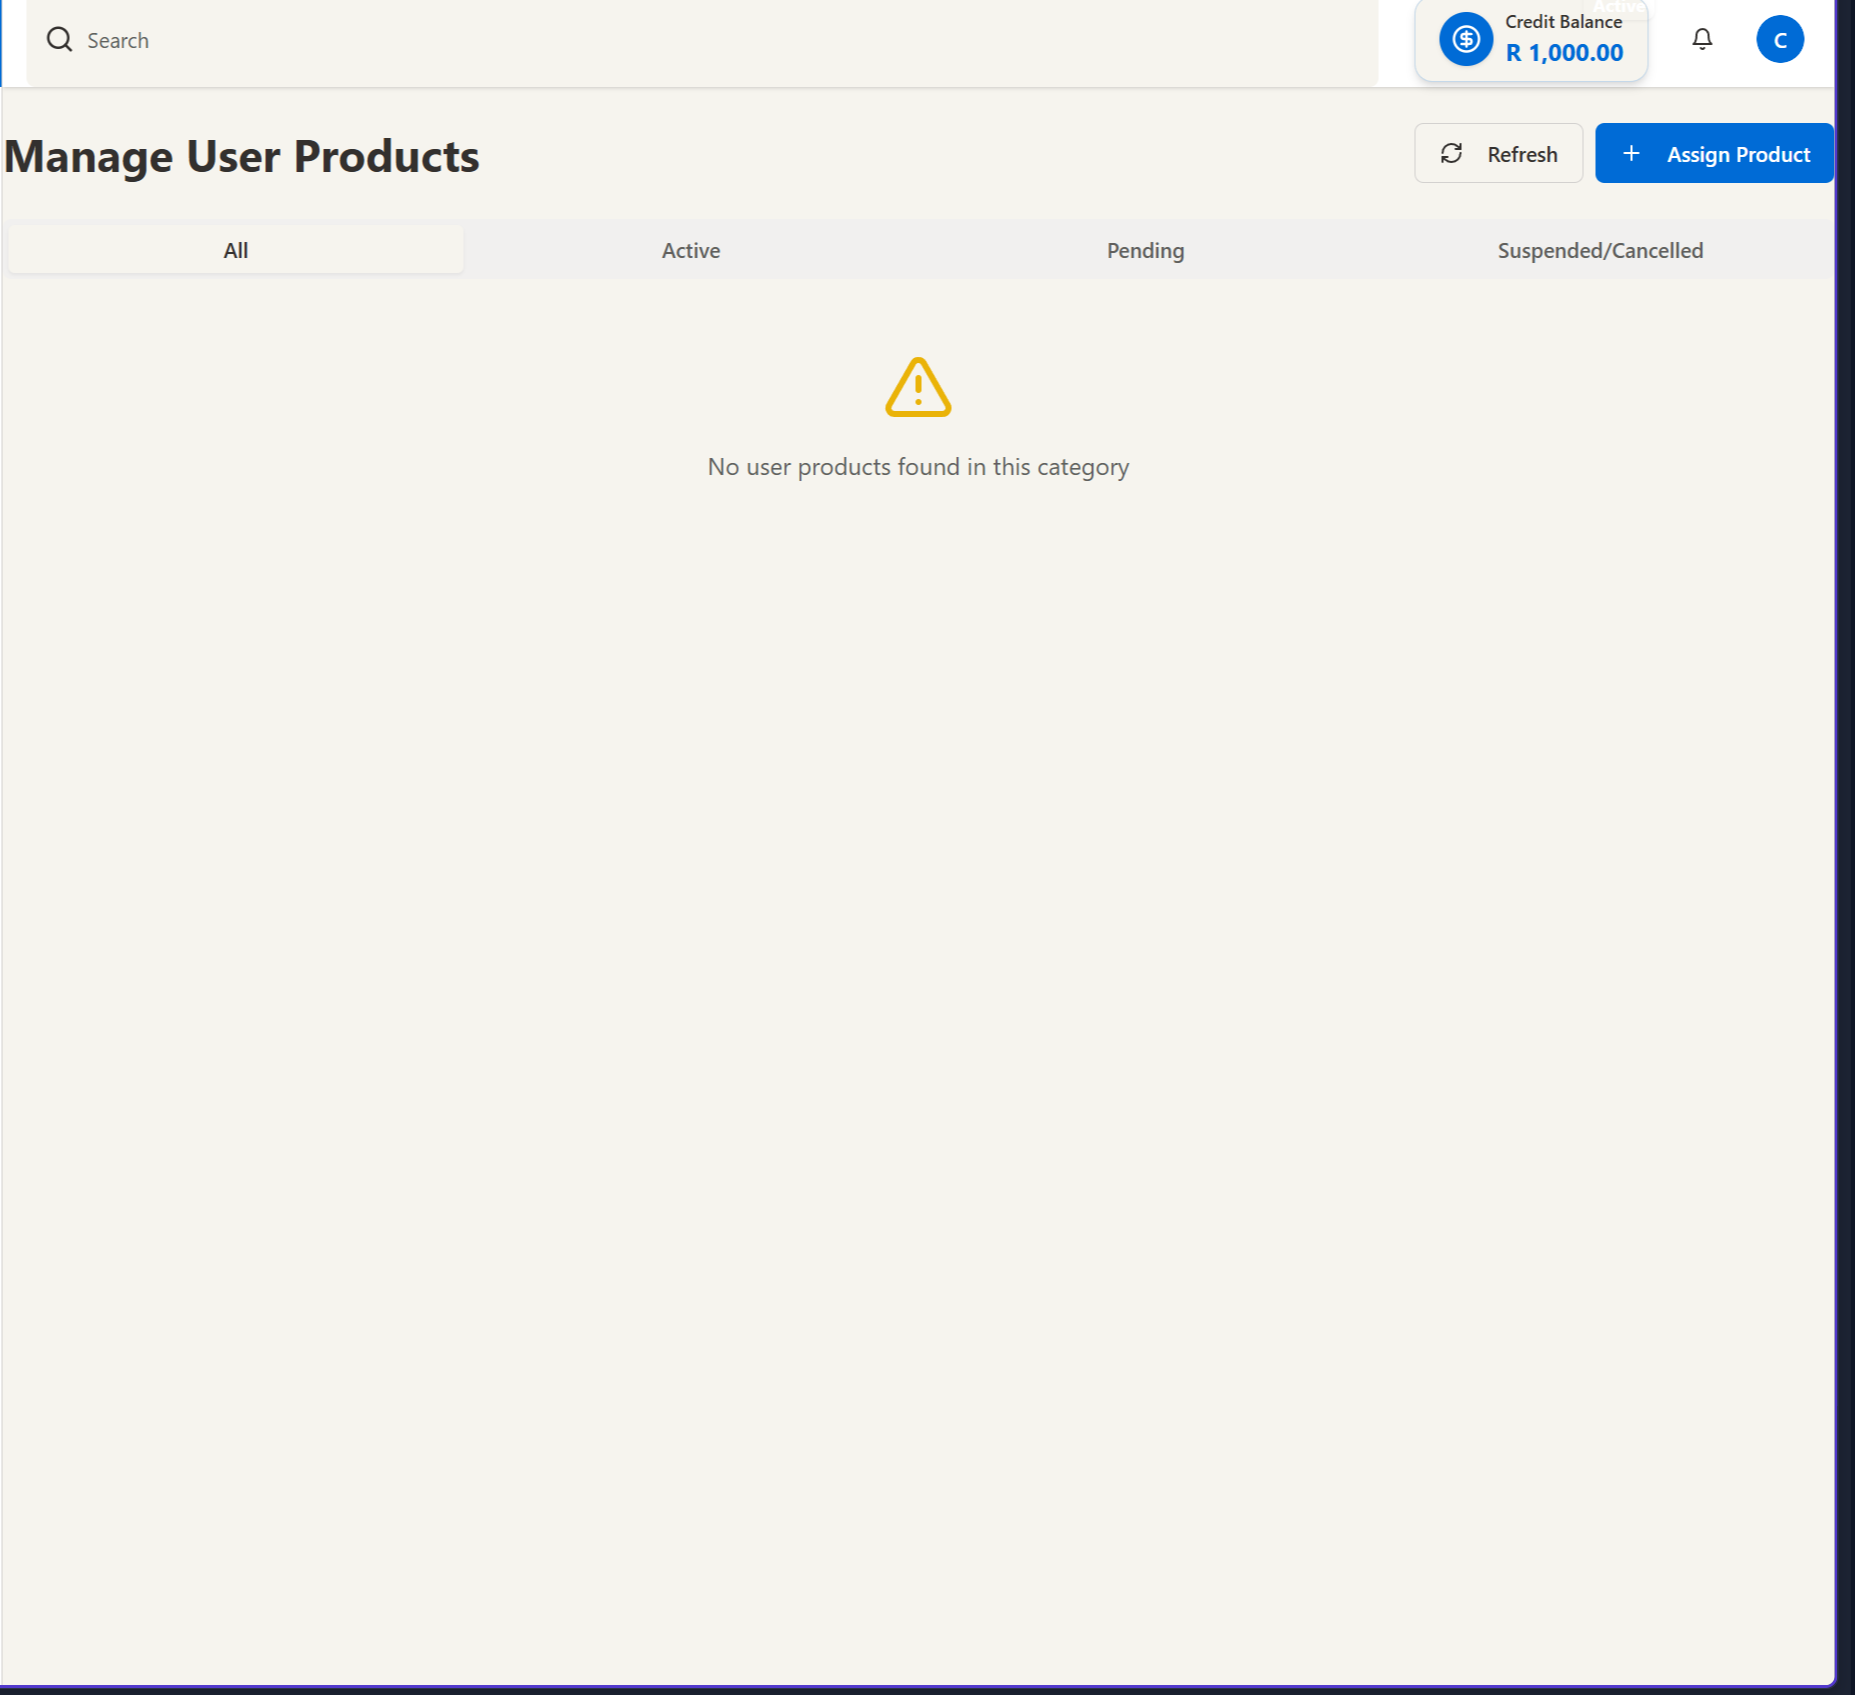 Active
Search
Credit Balance
R 1,000.00
C
Manage User Products
Refresh
Assign Product
All
Active
Pending
Suspended/Cancelled
No user products found in this category